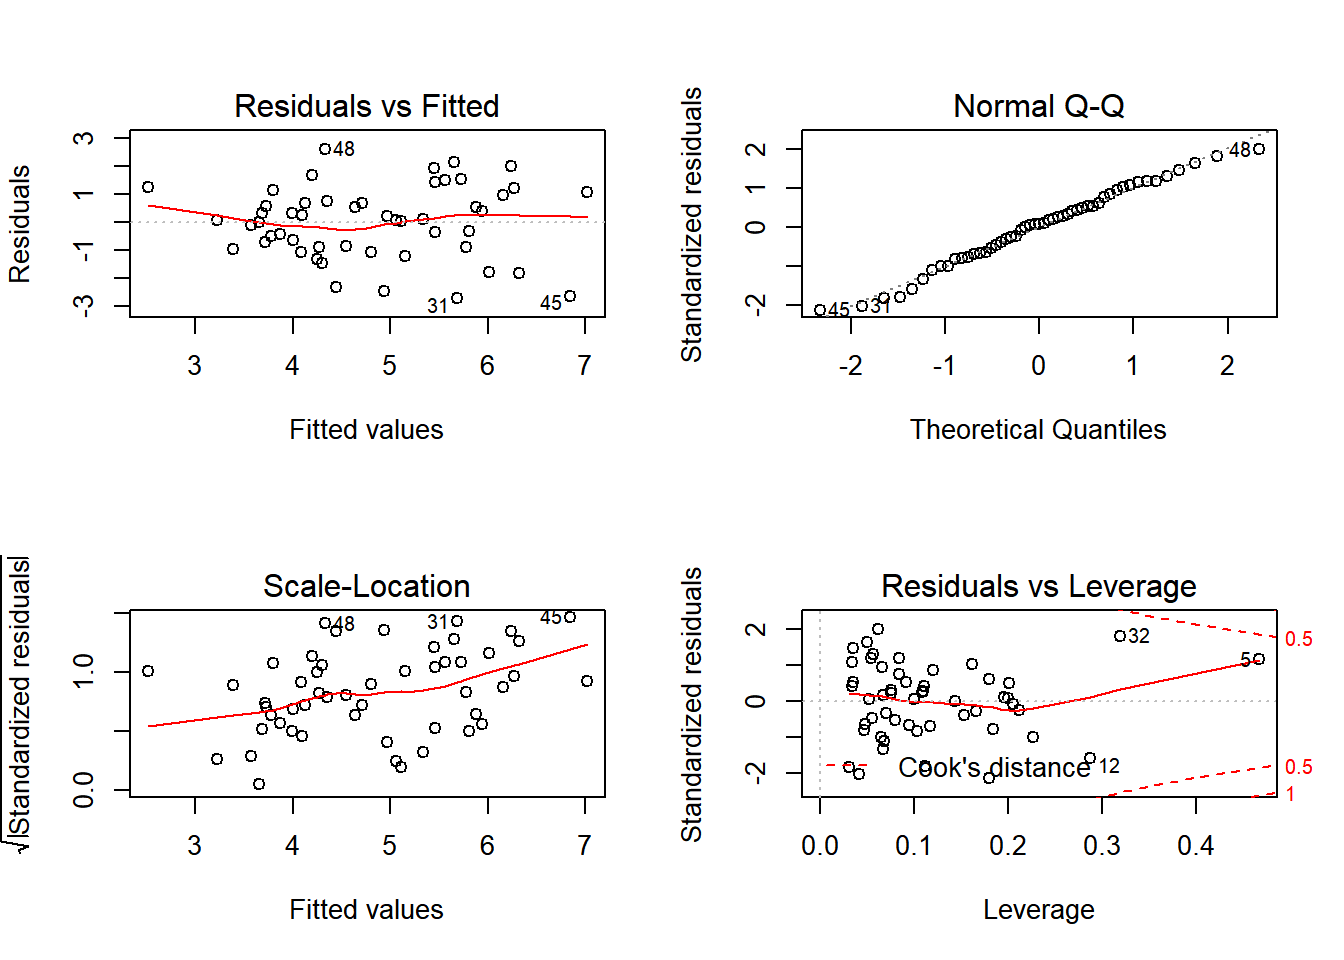 Residuals vs Fitted
Residuals
3
1
-1
-3
48
31
45
3 4 5 6 7
Fitted values
Normal Q-Q
Standardized residuals
2
1
0
-2
48
45
31
-2 -1 0 1 2
Theoretical Quantiles
Scale-Location
√|Standardized residuals|
1.0
0.0
48
31
45
3 4 5 6 7
Fitted values
Residuals vs Leverage
Standardized residuals
2
1
0
-2
32
5
12
Cook's distance
0.5
0.5
1
0.0 0.1 0.2 0.3 0.4
Leverage